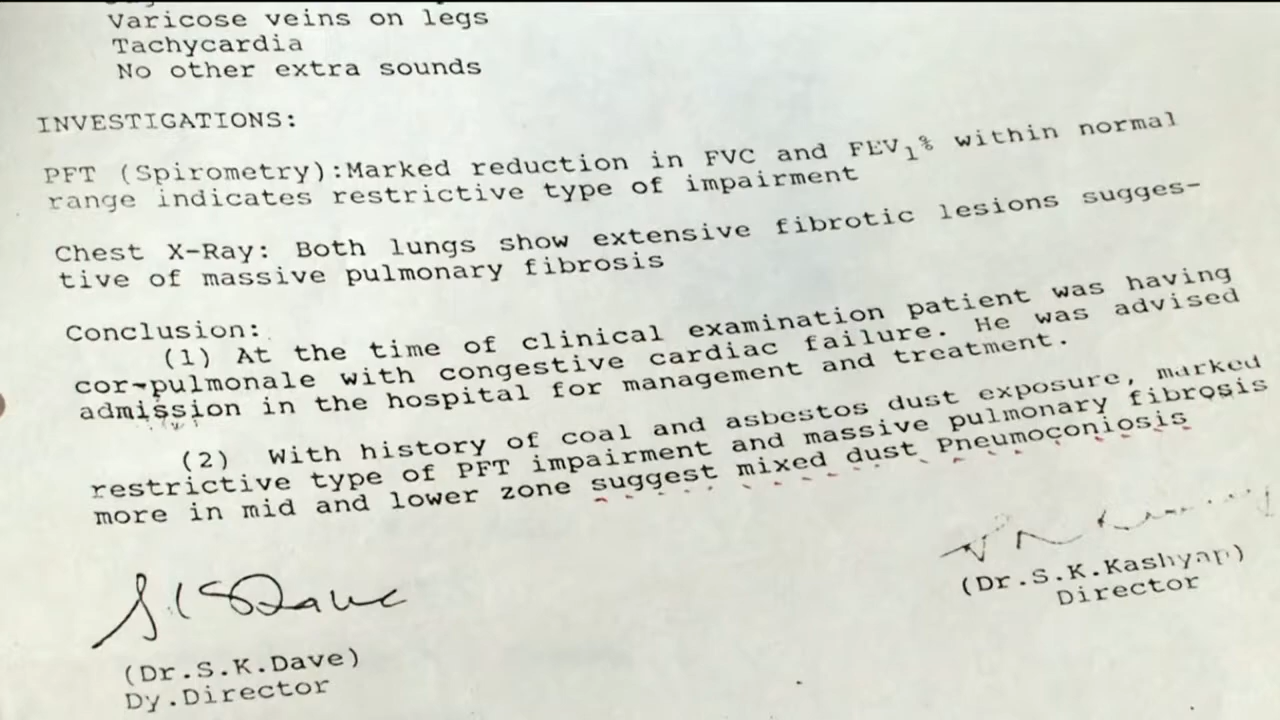 Varicose veins on legs
Tachycardia
No other extra sounds
INVESTIGATIONS:
PFT (Spirometry):Marked reduction in FVC and FEV₁% within normal
range indicates restrictive type of impairment
Chest X-Ray: Both lungs show extensive fibrotic lesions sugges-
tive of massive pulmonary fibrosis
Conclusion:
(1) At the time of clinical examination patient was having
cor-pulmonale with congestive cardiac failure. He was advised
admission in the hospital for management and treatment.
(2) With history of coal and asbestos dust exposure, marked
restrictive type of PFT impairment and massive pulmonary fibrosis
more in mid and lower zone suggest mixed dust Pneumoconiosis
S K Dave
(Dr.S.K.Dave)
Dy.Director
(Dr.S.K.Kashyap)
Director